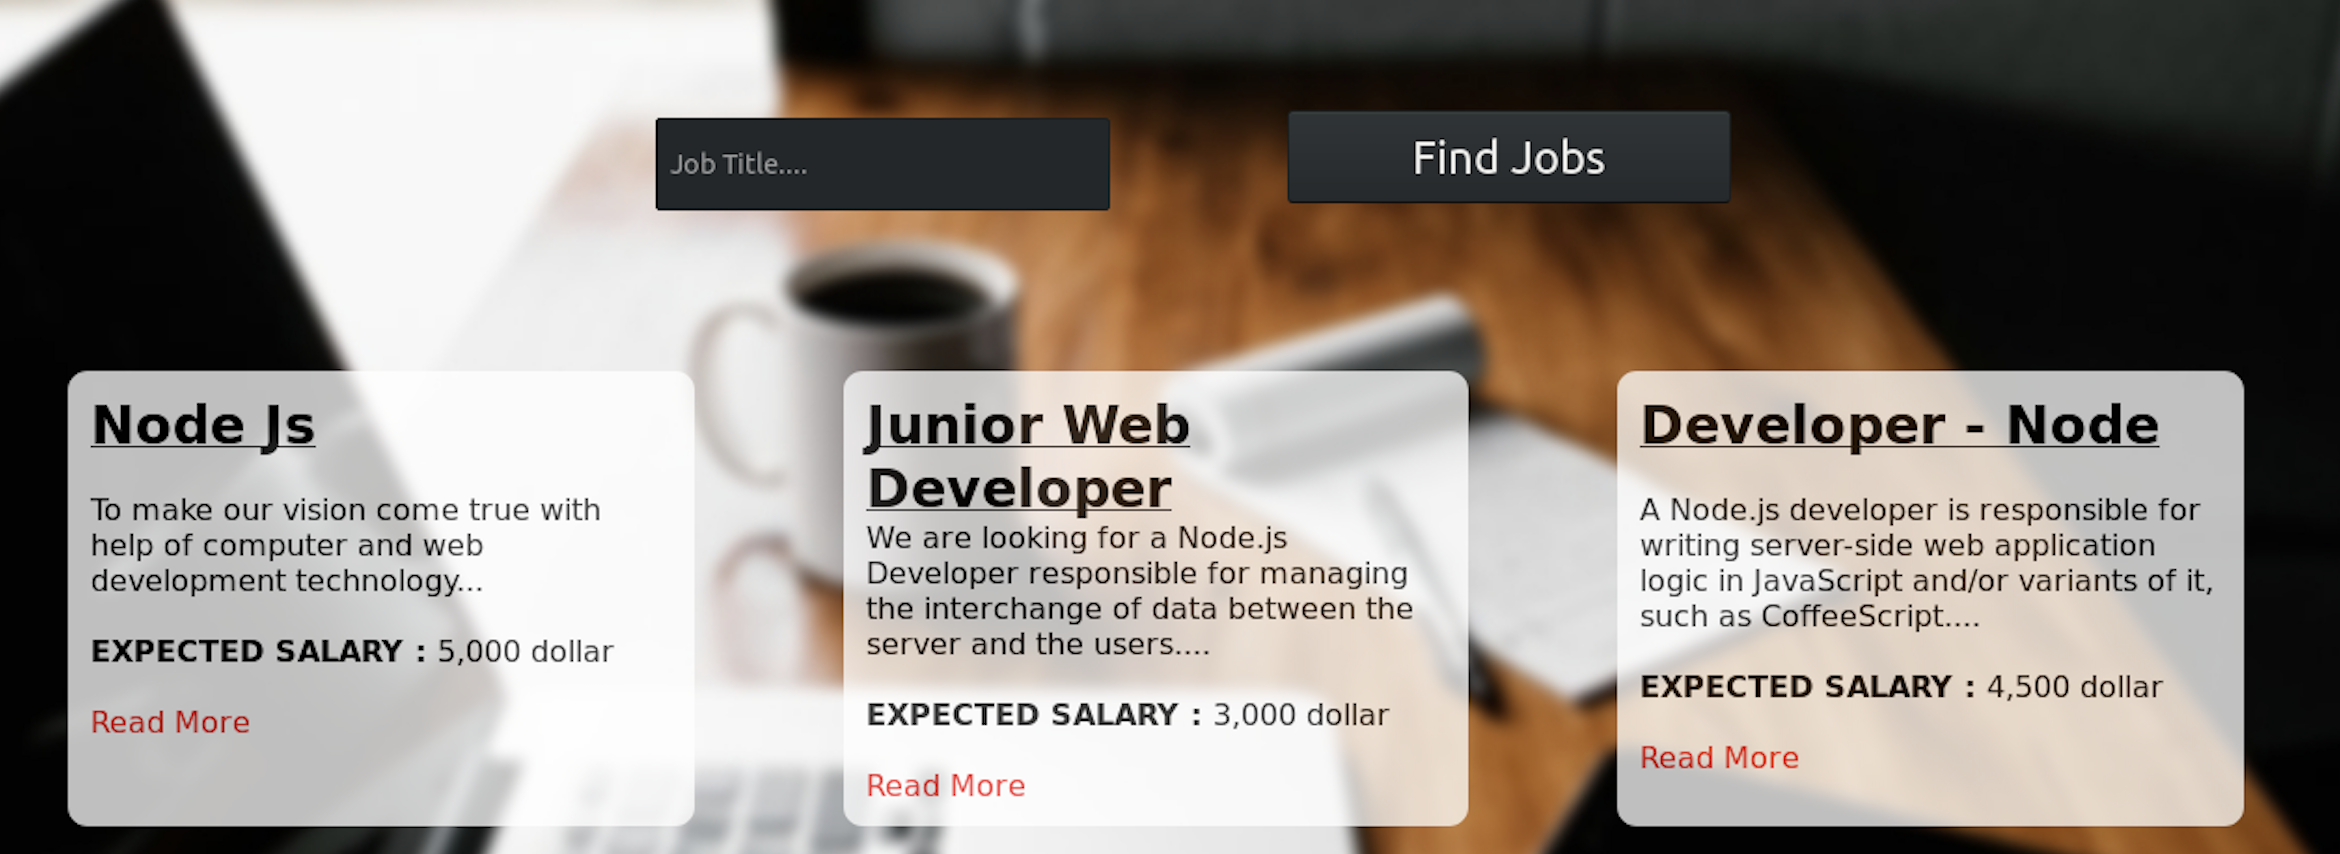 Job Title....
Find Jobs
Node Js
To make our vision come true with
help of computer and web
development technology...
EXPECTED SALARY : 5,000 dollar
Read More
Junior Web
Developer
We are looking for a Node.js
Developer responsible for managing
the interchange of data between the
server and the users....
EXPECTED SALARY : 3,000 dollar
Read More
Developer - Node
A Node.js developer is responsible for
writing server-side web application
logic in JavaScript and/or variants of it,
such as CoffeeScript....
EXPECTED SALARY : 4,500 dollar
Read More